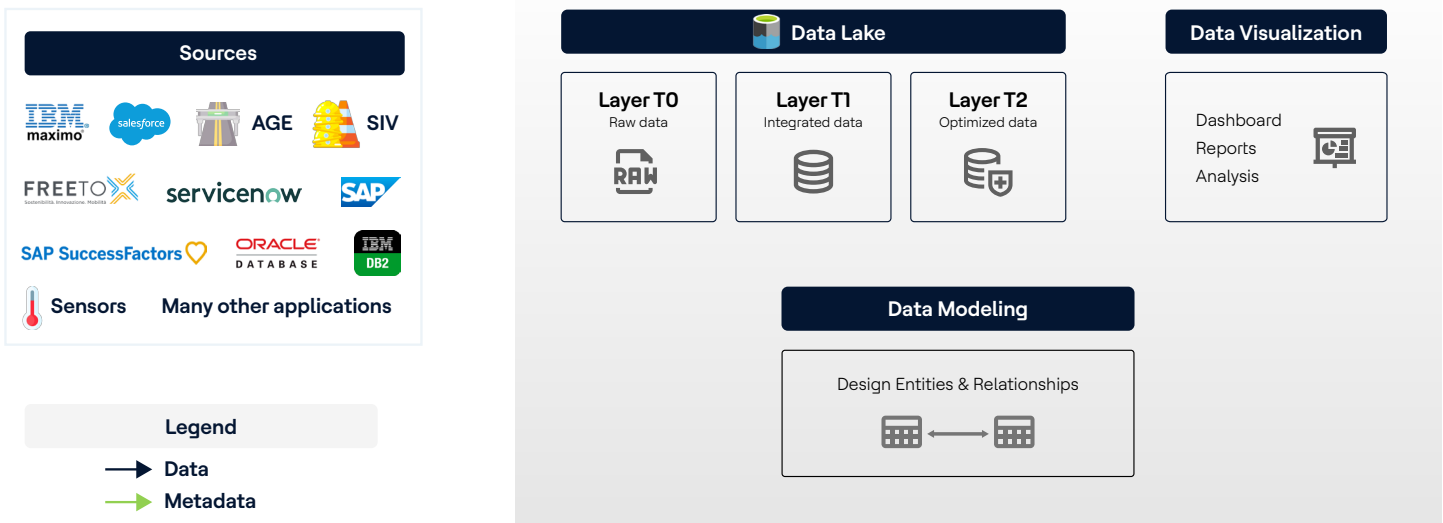 Sources
IBM
maximo
salesforce
AGE
SIV
FREETO
Sostenibilità. Innovazione. Mobilità
servicenow
SAP
SAP SuccessFactors
ORACLE
DATABASE
IBM
DB2
Sensors
Many other applications
Legend
Data
Metadata
Data Lake
Layer T0
Raw data
RAW
Layer T1
Integrated data
Layer T2
Optimized data
Data Visualization
Dashboard
Reports
Analysis
Data Modeling
Design Entities & Relationships